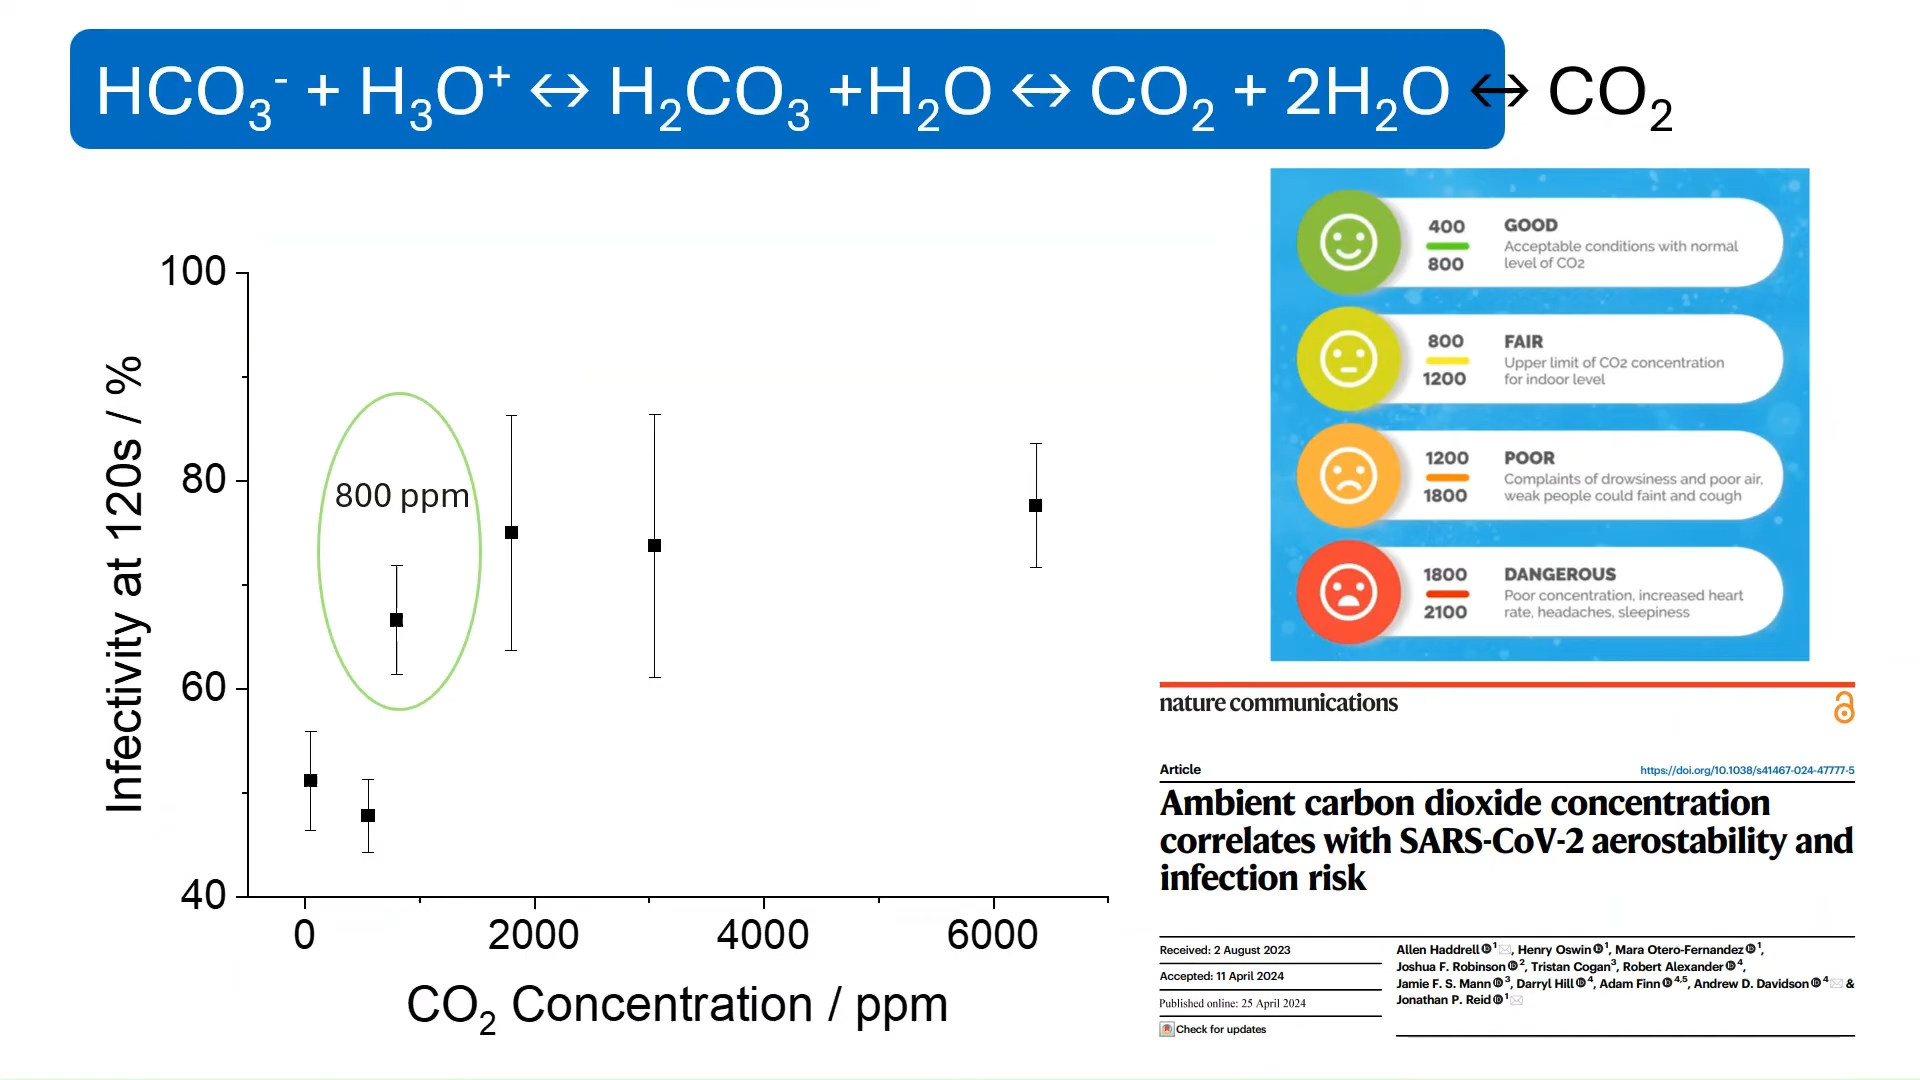 HCO₃⁻ + H₃O⁺ ↔ H₂CO₃ +H₂O ↔ CO₂ + 2H₂O ↔ CO₂
100
80
60
40
Infectivity at 120s / %
800 ppm
0 2000 4000 6000
CO₂ Concentration / ppm
400
800
GOOD
Acceptable conditions with normal
level of CO2
800
1200
FAIR
Upper limit of CO2 concentration
for indoor level
1200
1800
POOR
Complaints of drowsiness and poor air,
weak people could faint and cough
1800
2100
DANGEROUS
Poor concentration, increased heart
rate, headaches, sleepiness
nature communications
Article https://doi.org/10.1038/s41467-024-47777-5
Ambient carbon dioxide concentration
correlates with SARS-CoV-2 aerostability and
infection risk
Received: 2 August 2023
Accepted: 11 April 2024
Published online: 25 April 2024
Check for updates
Allen Haddrell ¹, Henry Oswin ¹, Mara Otero-Fernandez ¹,
Joshua F. Robinson ², Tristan Cogan³, Robert Alexander ⁴,
Jamie F. S. Mann ³, Darryl Hill ⁴, Adam Finn ⁴,⁵, Andrew D. Davidson ⁴ &
Jonathan P. Reid ¹